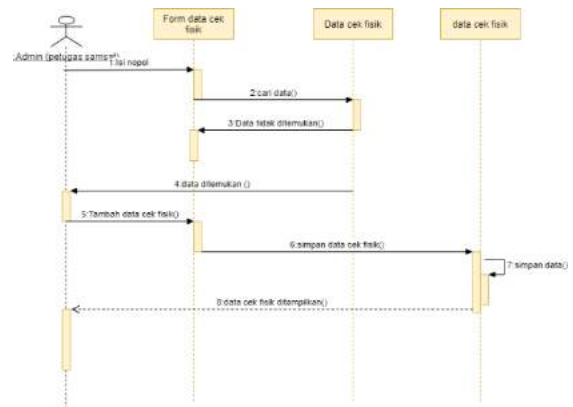 Form data cek
fisik
Data cek fisik
data cek fisik
:Admin (petugas
1:Isi nopol
2:cari data()
3:Data tidak ditemukan()
4:data ditemukan ()
5:Tambah data cek fisik()
6:simpan data cek fisik()
7:simpan data()
8:data cek fisik ditampilkan()